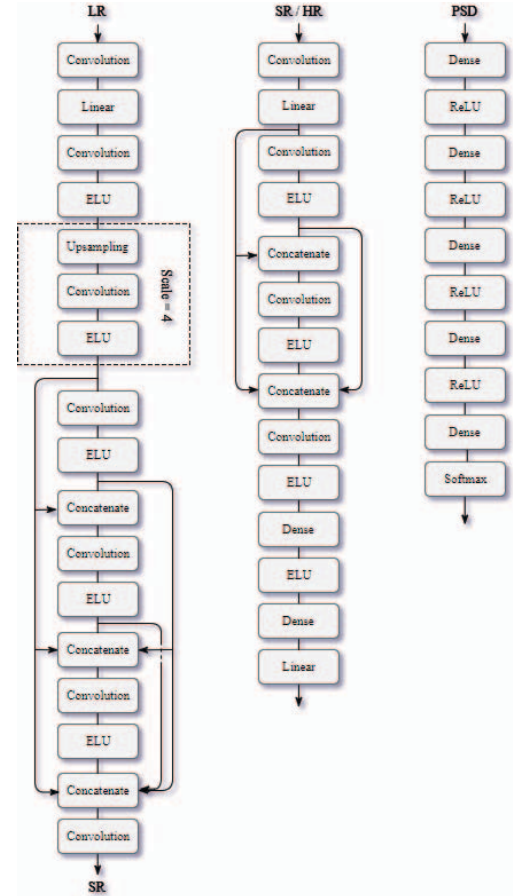 LR
Convolution
Linear
Convolution
ELU
Upsampling
Convolution
ELU
Scale = 4
Convolution
ELU
Concatenate
Convolution
ELU
Concatenate
Convolution
ELU
Concatenate
Convolution
SR
SR / HR
Convolution
Linear
Convolution
ELU
Concatenate
Convolution
ELU
Concatenate
Convolution
ELU
Dense
ELU
Dense
Linear
PSD
Dense
ReLU
Dense
ReLU
Dense
ReLU
Dense
ReLU
Dense
Softmax